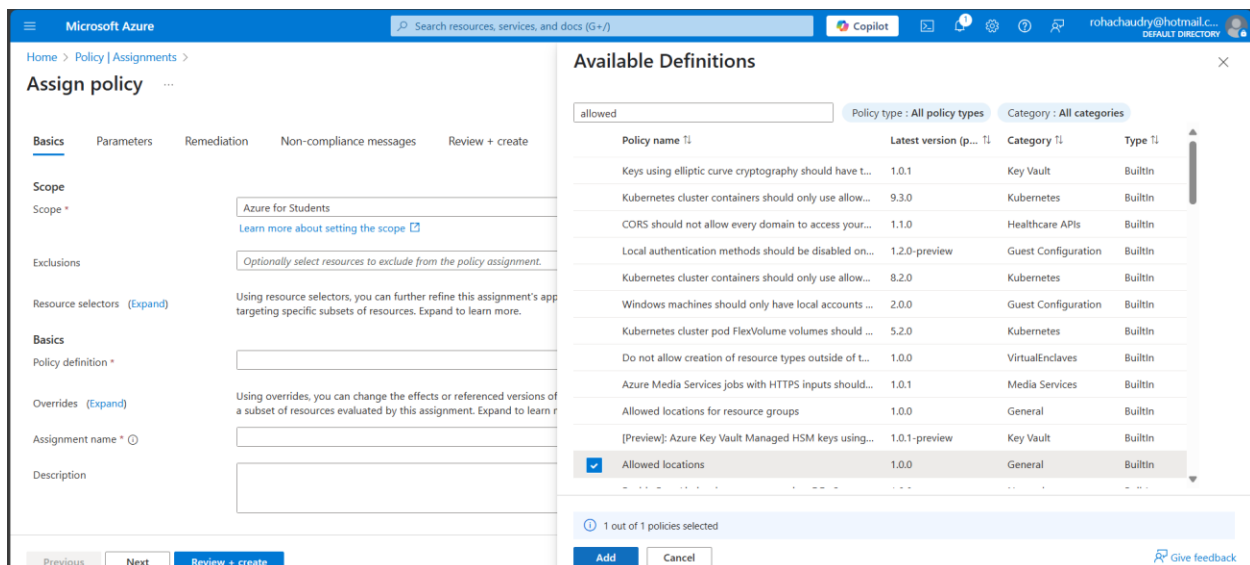 Microsoft Azure
Search resources, services, and docs (G+/)
Copilot
1
rohachaudry@hotmail.c...
DEFAULT DIRECTORY
Home > Policy | Assignments >
Assign policy ...
Basics Parameters Remediation Non-compliance messages Review + create
Scope
Scope * Azure for Students
Learn more about setting the scope
Exclusions Optionally select resources to exclude from the policy assignment.
Resource selectors (Expand) Using resource selectors, you can further refine this assignment's app
targeting specific subsets of resources. Expand to learn more.
Basics
Policy definition *
Overrides (Expand) Using overrides, you can change the effects or referenced versions of
a subset of resources evaluated by this assignment. Expand to learn
Assignment name *
Description
Previous Next Review + create
Available Definitions
allowed Policy type : All policy types Category : All categories
Policy name Latest version (p... Category Type
Keys using elliptic curve cryptography should have t... 1.0.1 Key Vault BuiltIn
Kubernetes cluster containers should only use allow... 9.3.0 Kubernetes BuiltIn
CORS should not allow every domain to access your... 1.1.0 Healthcare APIs BuiltIn
Local authentication methods should be disabled on... 1.2.0-preview Guest Configuration BuiltIn
Kubernetes cluster containers should only use allow... 8.2.0 Kubernetes BuiltIn
Windows machines should only have local accounts ... 2.0.0 Guest Configuration BuiltIn
Kubernetes cluster pod FlexVolume volumes should ... 5.2.0 Kubernetes BuiltIn
Do not allow creation of resource types outside of t... 1.0.0 VirtualEnclaves BuiltIn
Azure Media Services jobs with HTTPS inputs should... 1.0.1 Media Services BuiltIn
Allowed locations for resource groups 1.0.0 General BuiltIn
[Preview]: Azure Key Vault Managed HSM keys using... 1.0.1-preview Key Vault BuiltIn
Allowed locations 1.0.0 General BuiltIn
1 out of 1 policies selected
Add Cancel Give feedback